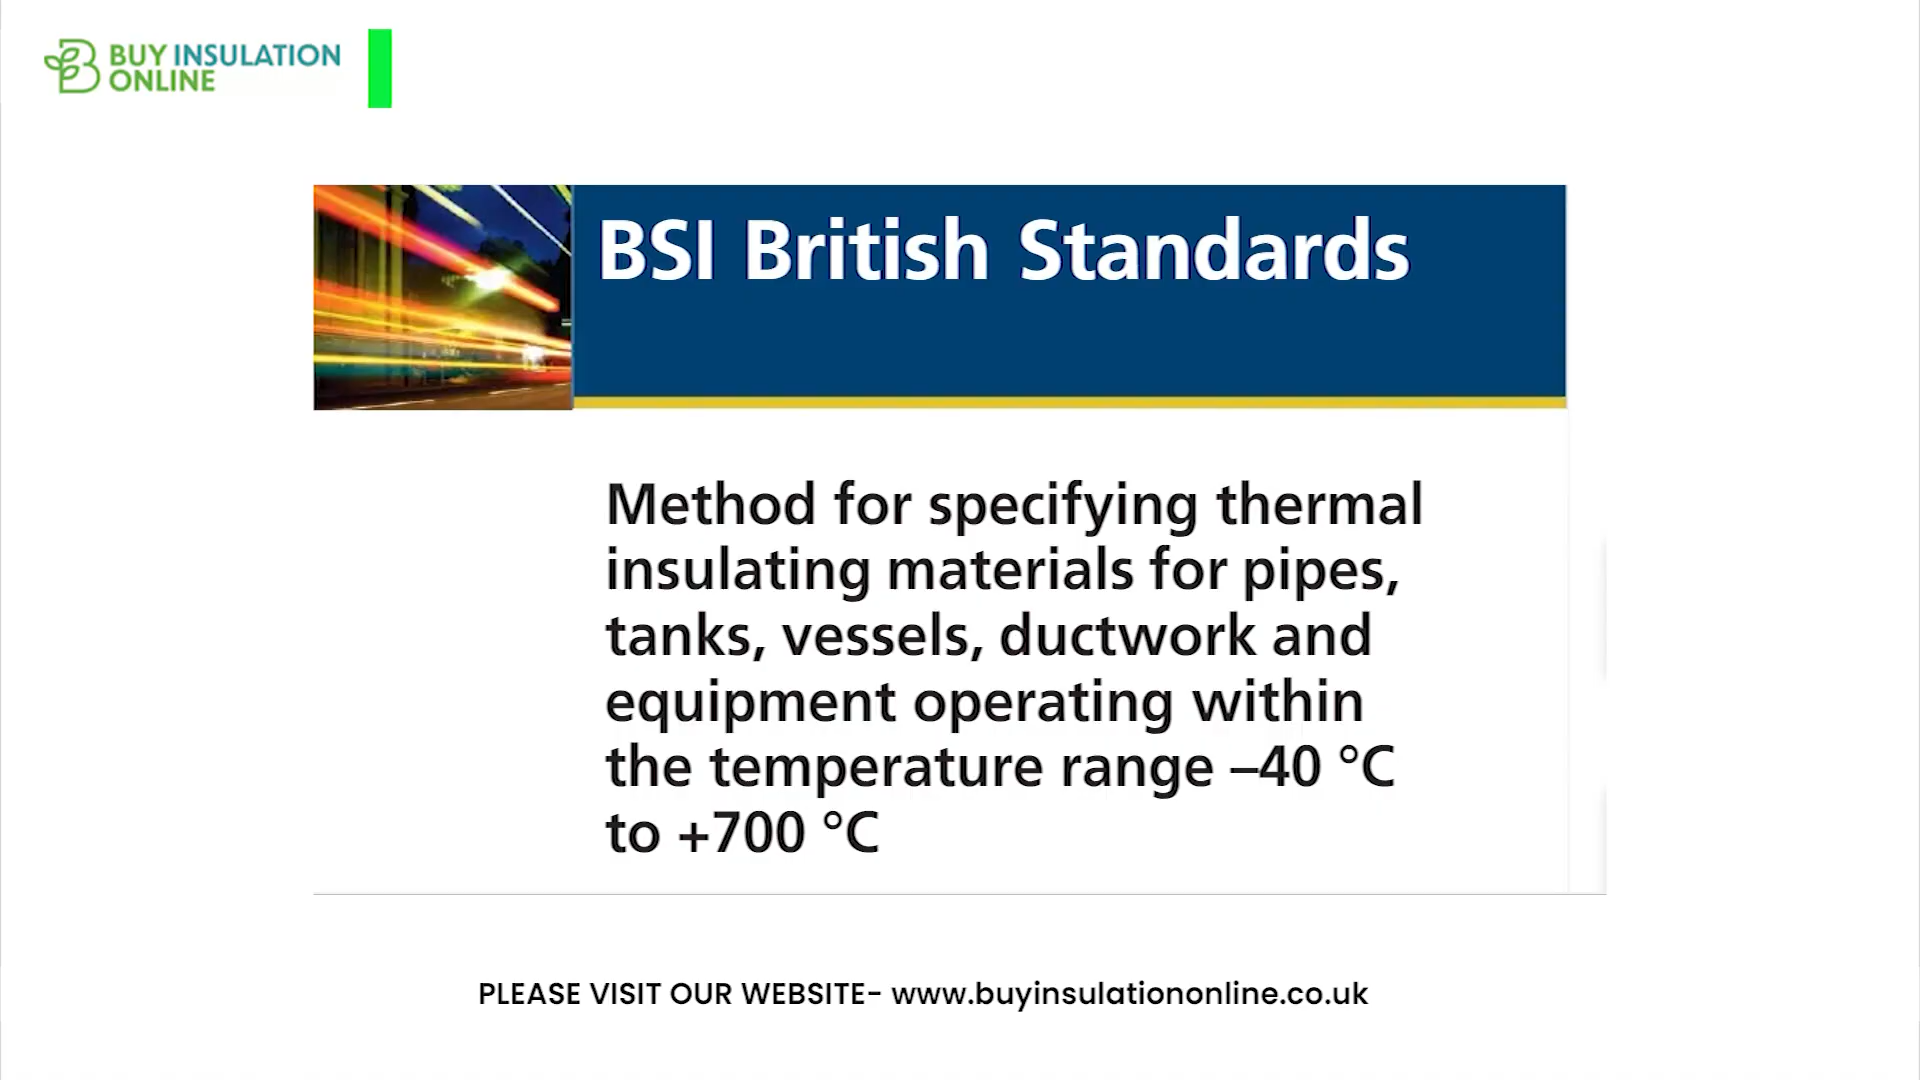 BUY INSULATION
ONLINE
BSI British Standards
Method for specifying thermal
insulating materials for pipes,
tanks, vessels, ductwork and
equipment operating within
the temperature range –40 °C
to +700 °C
PLEASE VISIT OUR WEBSITE- www.buyinsulationonline.co.uk